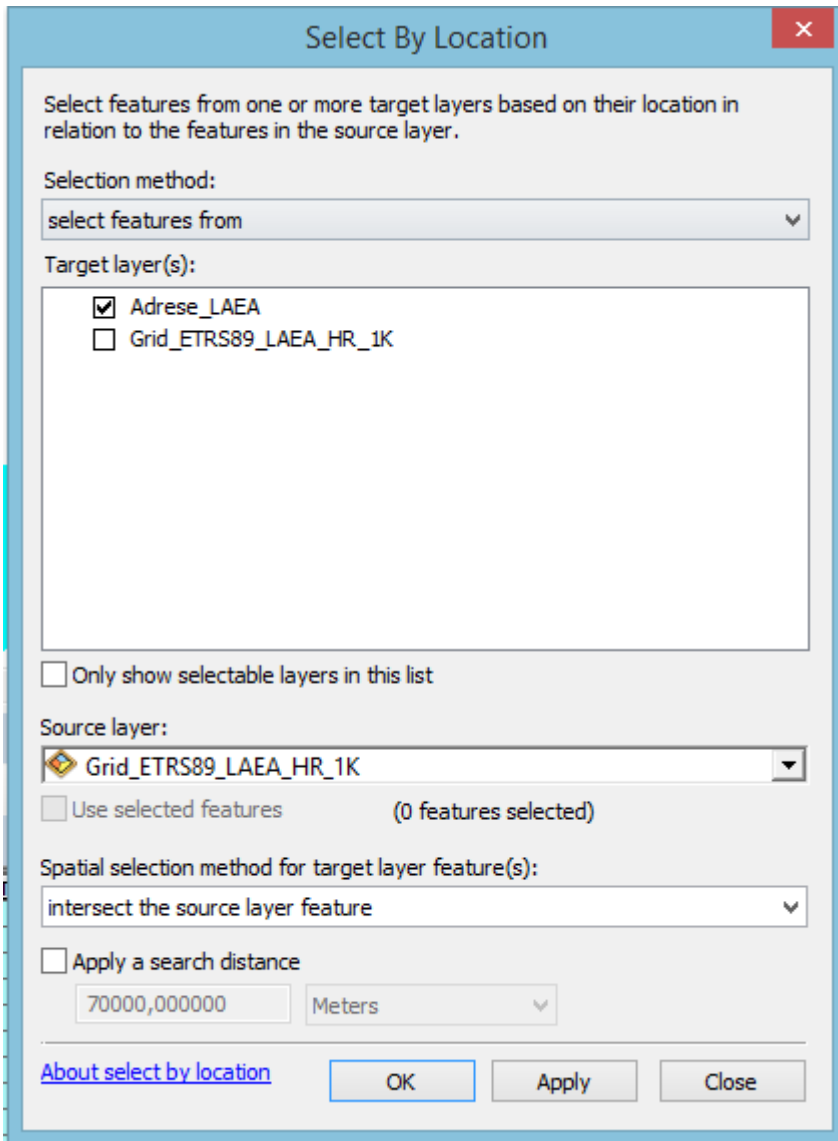 Select By Location
Select features from one or more target layers based on their location in
relation to the features in the source layer.
Selection method:
select features from
Target layer(s):
Adrese_LAEA
Grid_ETRS89_LAEA_HR_1K
Only show selectable layers in this list
Source layer:
Grid_ETRS89_LAEA_HR_1K
Use selected features (0 features selected)
Spatial selection method for target layer feature(s):
intersect the source layer feature
Apply a search distance
70000,000000 Meters
About select by location OK Apply Close